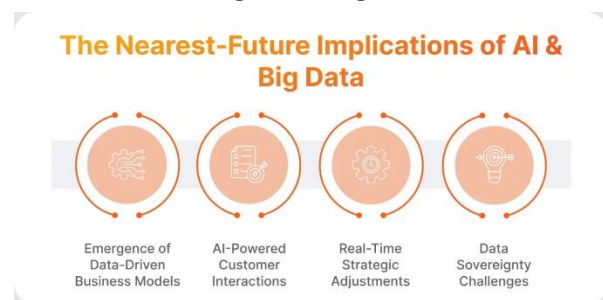 The Nearest-Future Implications of AI &
Big Data
Emergence of
Data-Driven
Business Models
AI-Powered
Customer
Interactions
Real-Time
Strategic
Adjustments
Data
Sovereignty
Challenges